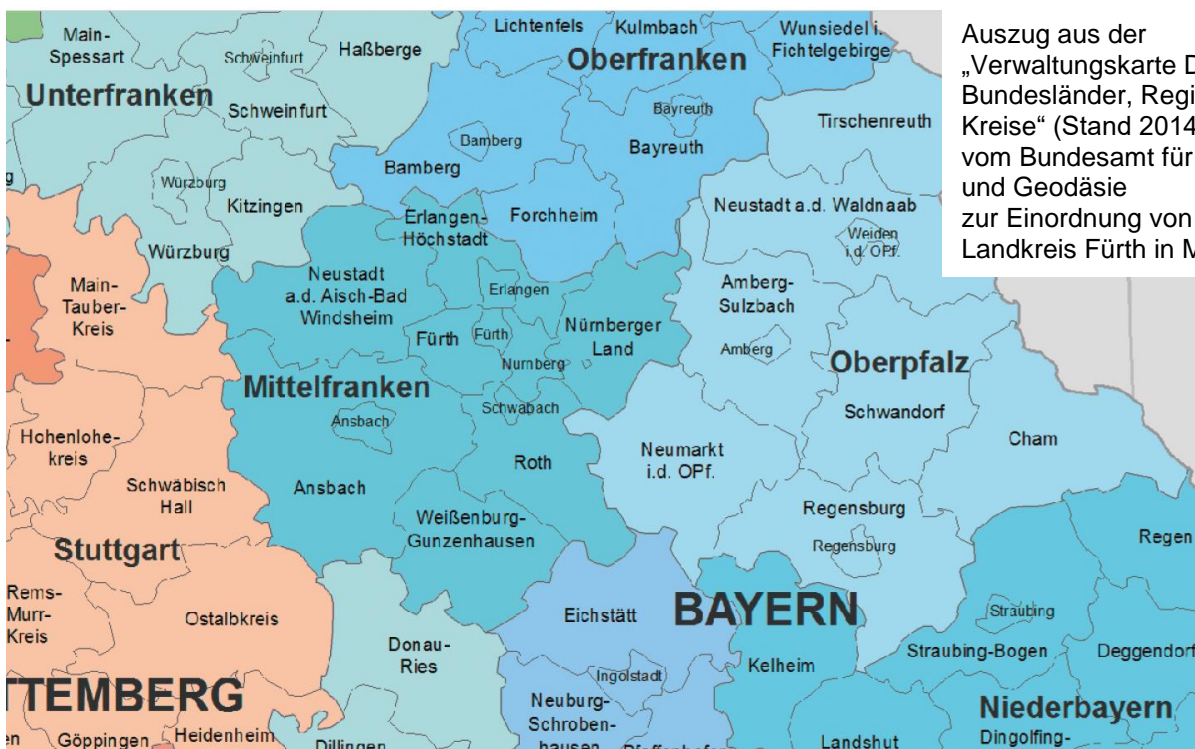 Auszug aus der
„Verwaltungskarte D
Bundesländer, Regi
Kreise“ (Stand 2014
vom Bundesamt für
und Geodäsie
zur Einordnung von
Landkreis Fürth in M
Main-
Spessart
Schweinfurt
Haßberge
Lichtenfels
Kulmbach
Wunsiedel i.
Fichtelgebirge
Oberfranken
Unterfranken
Schweinfurt
Bayreuth
Tirschenreuth
Bamberg
Bayreuth
Bamberg
Würzburg
Kitzingen
Erlangen-
Höchstadt
Forchheim
Neustadt a.d. Waldnaab
Weiden
i.d. OPf.
Würzburg
Main-
Tauber-
Kreis
Neustadt
a.d. Aisch-Bad
Windsheim
Erlangen
Amberg-
Sulzbach
Fürth
Fürth
Nürnberger
Land
Nurnberg
Amberg
Oberpfalz
Mittelfranken
Ansbach
Schwabach
Schwandorf
Hohenlohe-
kreis
Cham
Neumarkt
i.d. OPf.
Roth
Schwäbisch
Hall
Ansbach
Weißenburg-
Gunzenhausen
Regensburg
Regensburg
Regen
Stuttgart
Rems-
Murr-
Kreis
Ostalbkreis
Eichstätt
BAYERN
Straubing
Donau-
Ries
Kelheim
Straubing-Bogen
Deggendorf
Ingolstadt
TTEMBERG
Neuburg-
Schroben-
hausen
Niederbayern
Dingolfing-
en
Göppingen
Heidenheim
Dillingen
Pfaffenhofen
Landshut